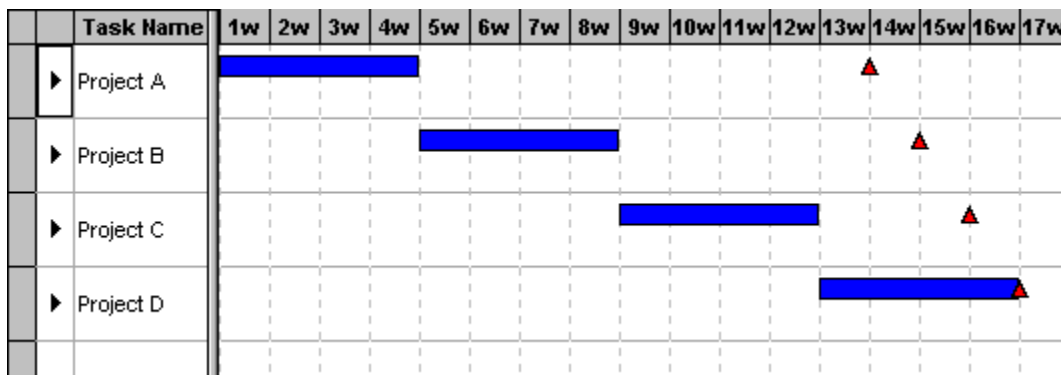 Task Name 1w 2w 3w 4w 5w 6w 7w 8w 9w 10w 11w 12w 13w 14w 15w 16w 17w
Project A
Project B
Project C
Project D